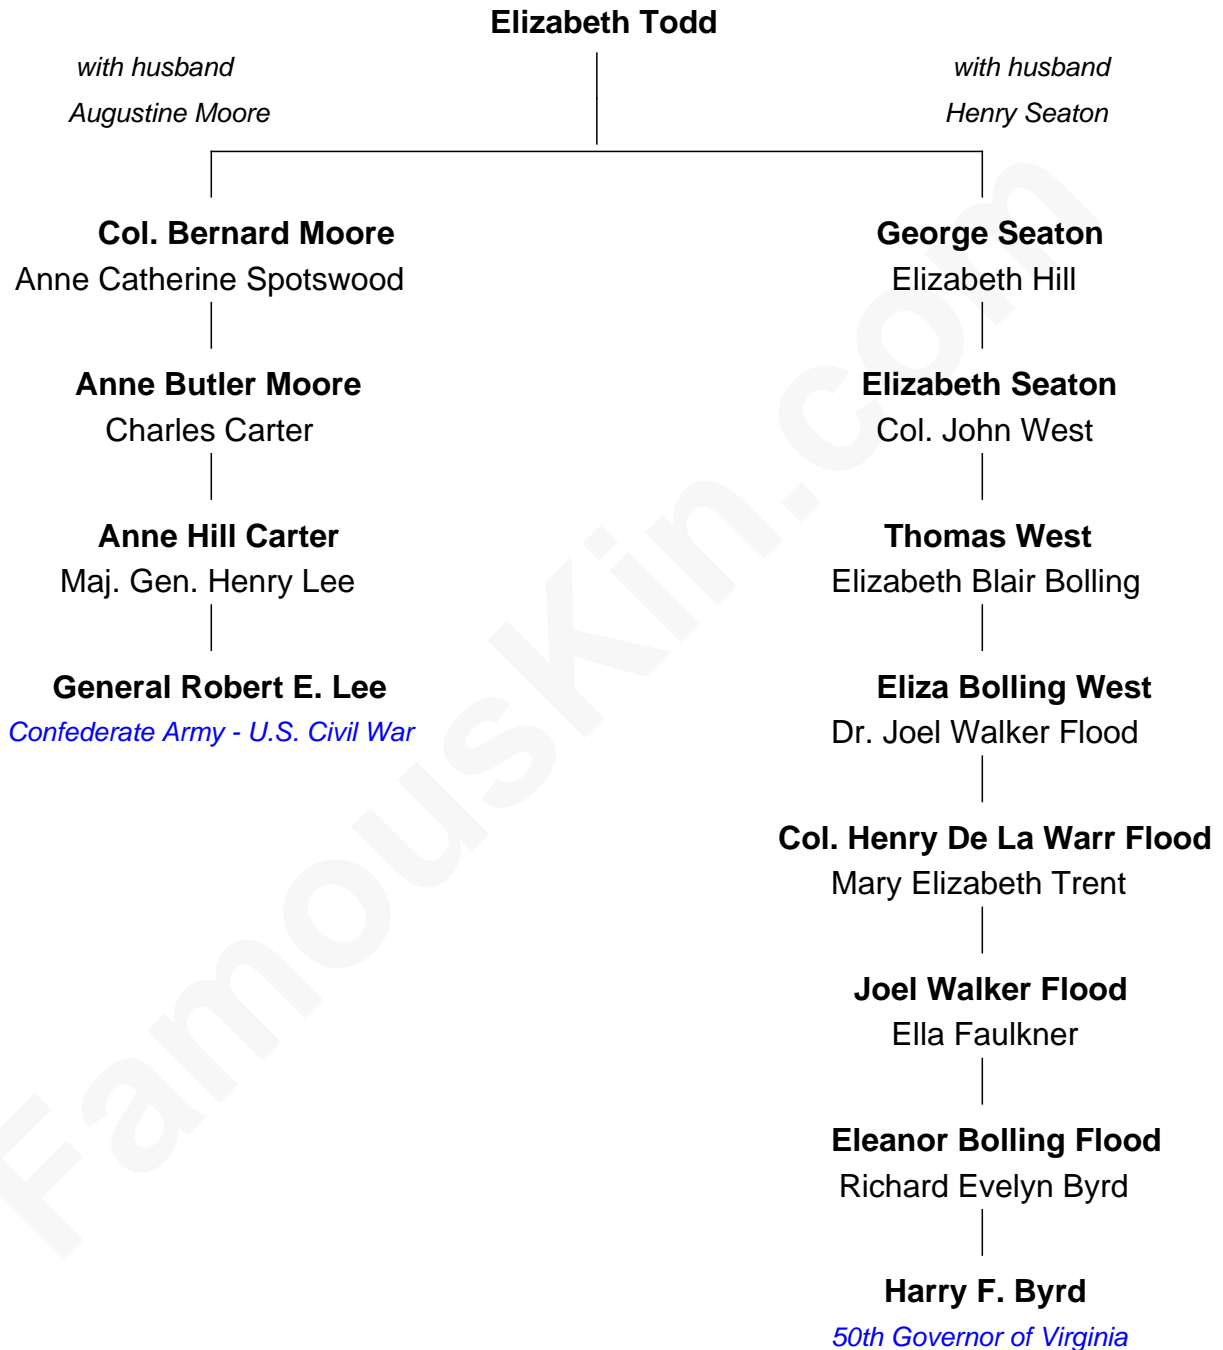 Elizabeth Todd
with husband
Augustine Moore
with husband
Henry Seaton
Col. Bernard Moore
Anne Catherine Spotswood
Anne Butler Moore
Charles Carter
Anne Hill Carter
Maj. Gen. Henry Lee
General Robert E. Lee
Confederate Army - U.S. Civil War
George Seaton
Elizabeth Hill
Elizabeth Seaton
Col. John West
Thomas West
Elizabeth Blair Bolling
Eliza Bolling West
Dr. Joel Walker Flood
Col. Henry De La Warr Flood
Mary Elizabeth Trent
Joel Walker Flood
Ella Faulkner
Eleanor Bolling Flood
Richard Evelyn Byrd
Harry F. Byrd
50th Governor of Virginia
FamousKin.com